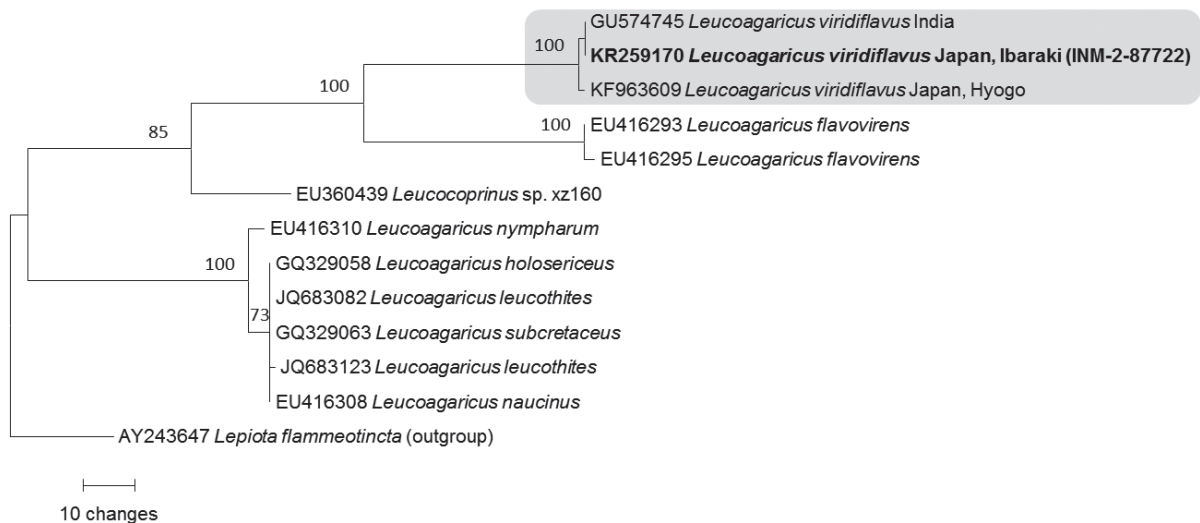 GU574745 Leucoagaricus viridiflavus India
100
KR259170 Leucoagaricus viridiflavus Japan, Ibaraki (INM-2-87722)
100
KF963609 Leucoagaricus viridiflavus Japan, Hyogo
85
100
EU416293 Leucoagaricus flavovirens
EU416295 Leucoagaricus flavovirens
EU360439 Leucocoprinus sp. xz160
EU416310 Leucoagaricus nympharum
100
GQ329058 Leucoagaricus holosericeus
JQ683082 Leucoagaricus leucothites
73
GQ329063 Leucoagaricus subcretaceus
JQ683123 Leucoagaricus leucothites
EU416308 Leucoagaricus naucinus
AY243647 Lepiota flammeotincta (outgroup)
10 changes